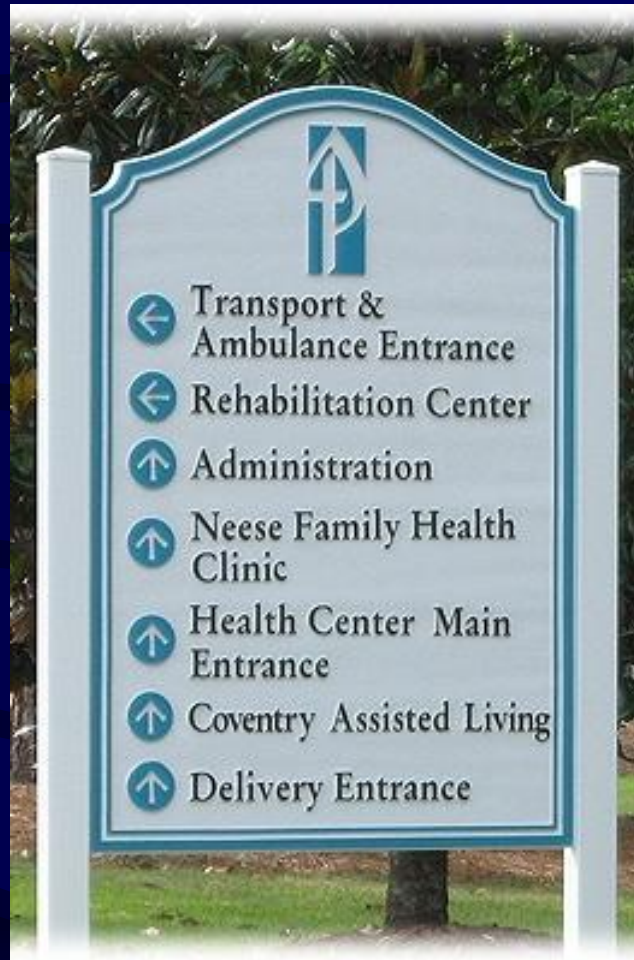 Transport &
Ambulance Entrance
Rehabilitation Center
Administration
Neese Family Health
Clinic
Health Center Main
Entrance
Coventry Assisted Living
Delivery Entrance